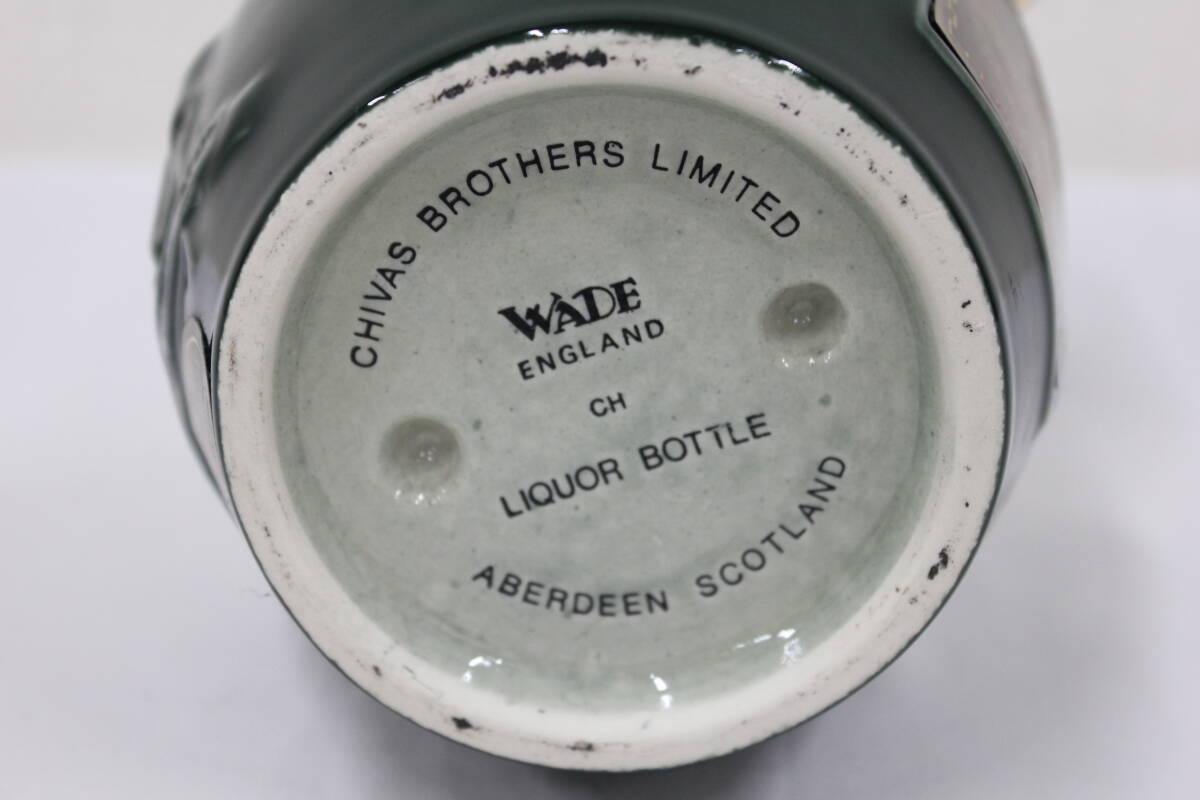 CHIVAS BROTHERS LIMITED
WADE
ENGLAND
CH
LIQUOR BOTTLE
ABERDEEN SCOTLAND